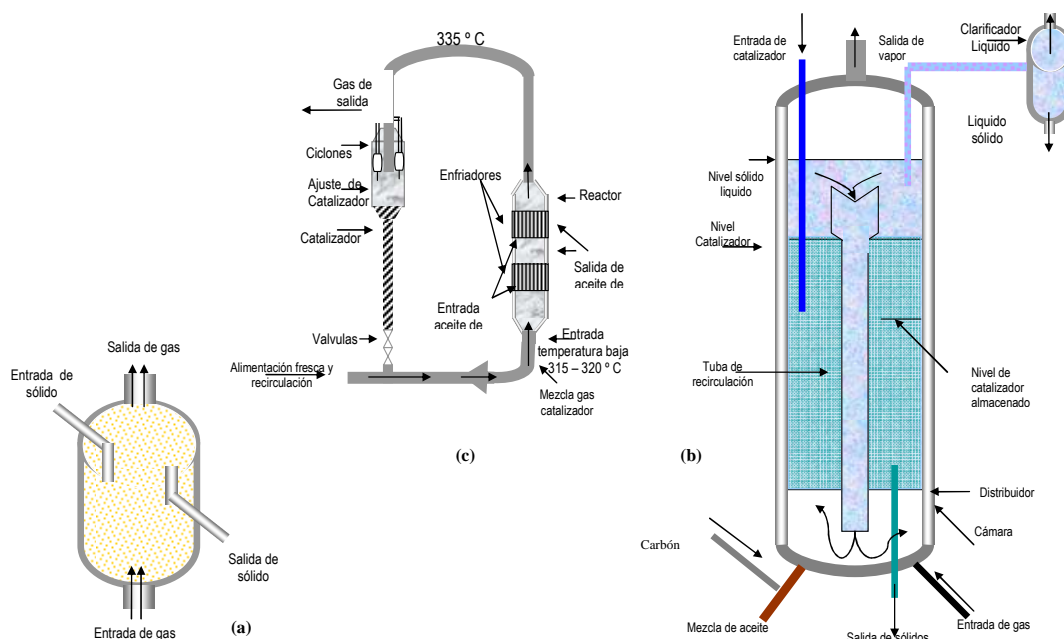 335 º C
Gas de
salida
Ciclones
Ajuste de
Catalizador
Catalizador
Enfriadores
Reactor
Salida de
aceite de
Entrada
aceite de
Valvulas
Entrada
temperatura baja
315 – 320 º C
Alimentación fresca y
recirculación
Mezcla gas
catalizador
(c)
Salida de gas
Entrada de
sólido
Salida de
sólido
Entrada de gas
(a)
Entrada de
catalizador
Salida de
vapor
Clarificador
Liquido
Liquido
sólido
Nivel sólido
liquido
Nivel
Catalizador
Tuba de
recirculación
Nivel de
catalizador
almacenado
(b)
Distribuidor
Cámara
Carbón
Mezcla de aceite
Salida de sólidos
Entrada de gas